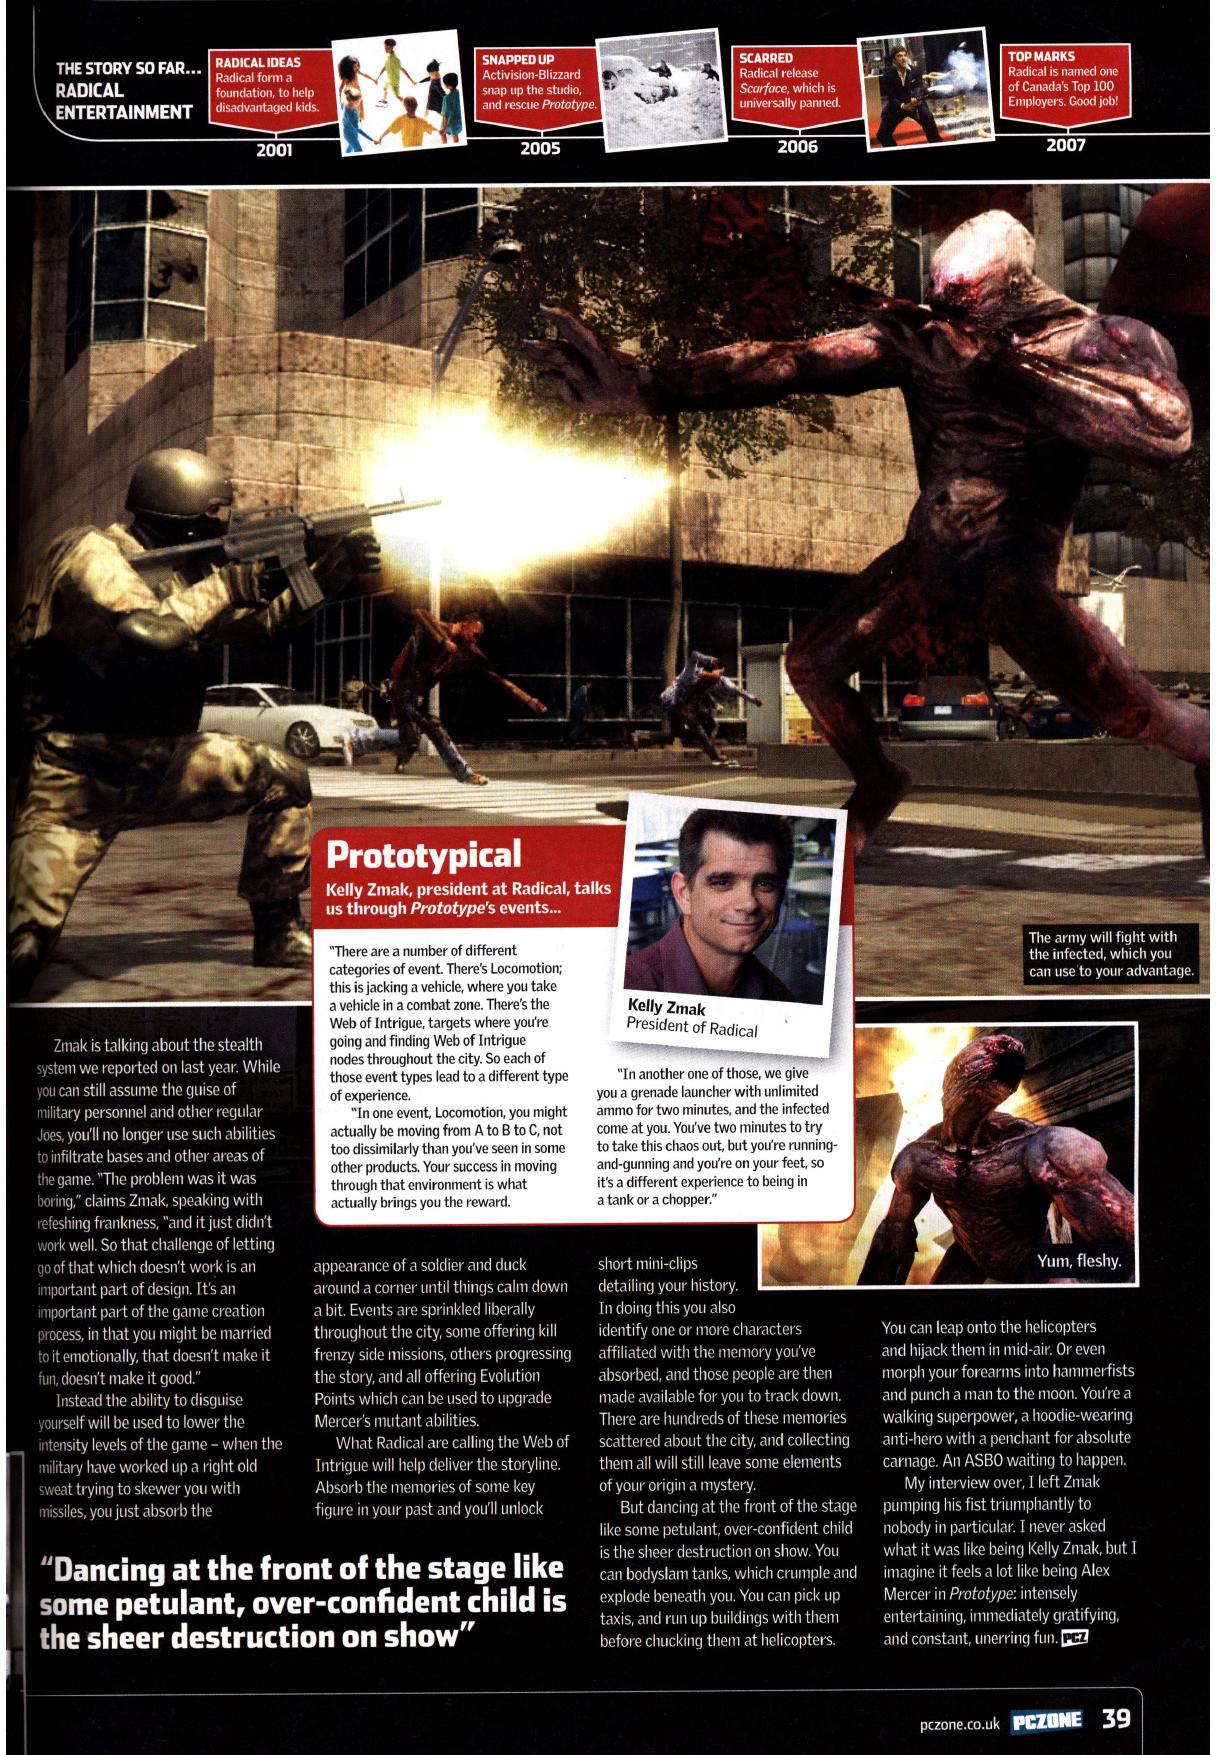 THE STORY SO FAR...
RADICAL
ENTERTAINMENT
RADICAL IDEAS
Radical form a
foundation, to help
disadvantaged kids.
2001
SNAPPED UP
Activision-Blizzard
snap up the studio,
and rescue Prototype.
2005
SCARRED
Radical release
Scarface, which is
universally panned.
2006
TOP MARKS
Radical is named one
of Canada's Top 100
Employers. Good job!
2007
The army will fight with
the infected, which you
can use to your advantage.
Prototypical
Kelly Zmak, president at Radical, talks
us through Prototype's events...
"There are a number of different
categories of event. There's Locomotion;
this is jacking a vehicle, where you take
a vehicle in a combat zone. There's the
Web of Intrigue, targets where you're
going and finding Web of Intrigue
nodes throughout the city. So each of
those event types lead to a different type
of experience.
"In one event, Locomotion, you might
actually be moving from A to B to C, not
too dissimilarly than you've seen in some
other products. Your success in moving
through that environment is what
actually brings you the reward.
Kelly Zmak
President of Radical
"In another one of those, we give
you a grenade launcher with unlimited
ammo for two minutes, and the infected
come at you. You've two minutes to try
to take this chaos out, but you're running-
and-gunning and you're on your feet, so
it's a different experience to being in
a tank or a chopper."
Yum, fleshy.
Zmak is talking about the stealth
system we reported on last year. While
you can still assume the guise of
military personnel and other regular
Joes, you'll no longer use such abilities
to infiltrate bases and other areas of
the game. "The problem was it was
boring," claims Zmak, speaking with
refeshing frankness, "and it just didn't
work well. So that challenge of letting
go of that which doesn't work is an
important part of design. It's an
important part of the game creation
process, in that you might be married
to it emotionally, that doesn't make it
fun, doesn't make it good."
Instead the ability to disguise
yourself will be used to lower the
intensity levels of the game – when the
military have worked up a right old
sweat trying to skewer you with
missiles, you just absorb the
appearance of a soldier and duck
around a corner until things calm down
a bit. Events are sprinkled liberally
throughout the city, some offering kill
frenzy side missions, others progressing
the story, and all offering Evolution
Points which can be used to upgrade
Mercer's mutant abilities.
What Radical are calling the Web of
Intrigue will help deliver the storyline.
Absorb the memories of some key
figure in your past and you'll unlock
short mini-clips
detailing your history.
In doing this you also
identify one or more characters
affiliated with the memory you've
absorbed, and those people are then
made available for you to track down.
There are hundreds of these memories
scattered about the city, and collecting
them all will still leave some elements
of your origin a mystery.
But dancing at the front of the stage
like some petulant, over-confident child
is the sheer destruction on show. You
can bodyslam tanks, which crumple and
explode beneath you. You can pick up
taxis, and run up buildings with them
before chucking them at helicopters.
You can leap onto the helicopters
and hijack them in mid-air. Or even
morph your forearms into hammerfists
and punch a man to the moon. You're a
walking superpower, a hoodie-wearing
anti-hero with a penchant for absolute
carnage. An ASBO waiting to happen.
My interview over, I left Zmak
pumping his fist triumphantly to
nobody in particular. I never asked
what it was like being Kelly Zmak, but I
imagine it feels a lot like being Alex
Mercer in Prototype: intensely
entertaining, immediately gratifying,
and constant, unerring fun. PCZ
"Dancing at the front of the stage like
some petulant, over-confident child is
the sheer destruction on show"
pczone.co.uk PCZONE 39